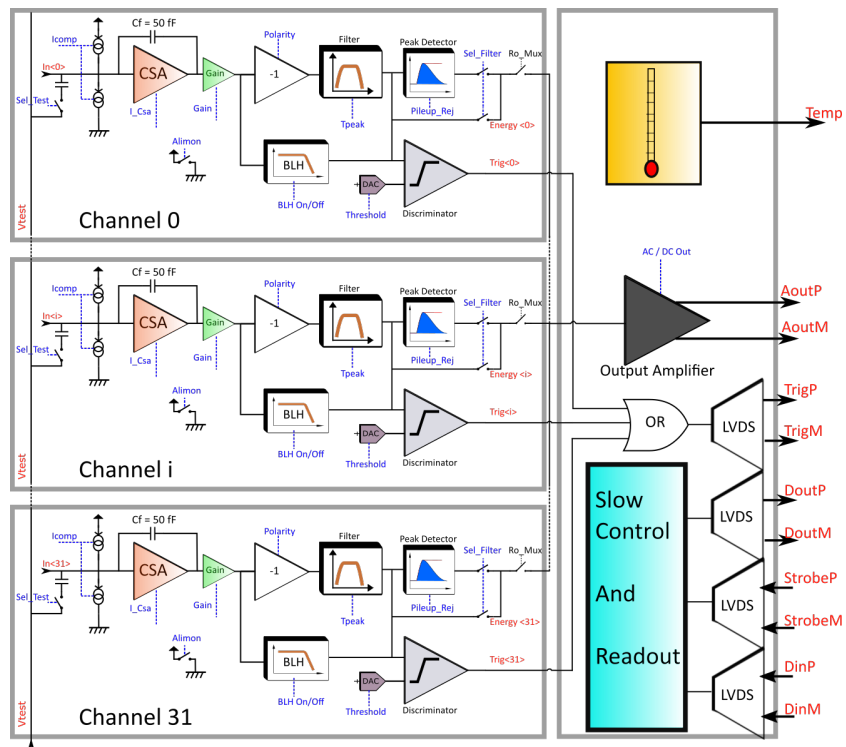 Cf = 50 fF
Icomp
Polarity
Filter
Peak Detector
Sel_Filter
Ro_Mux
In<0>
CSA
Gain
-1
Sel_Test
I_Csa
Gain
Tpeak
Pileup_Rej
Energy <0>
Alimon
Trig<0>
BLH
DAC
BLH On/Off
Threshold
Discriminator
Vtest
Channel 0
Temp
Cf = 50 fF
Icomp
Polarity
Filter
Peak Detector
Sel_Filter
Ro_Mux
In<i>
CSA
Gain
-1
Sel_Test
I_Csa
Gain
Tpeak
Pileup_Rej
Energy <i>
Alimon
Trig<i>
BLH
DAC
BLH On/Off
Threshold
Discriminator
Vtest
Channel i
AC / DC Out
AoutP
AoutM
Output Amplifier
OR
LVDS
TrigP
TrigM
Cf = 50 fF
Icomp
Polarity
Filter
Peak Detector
Sel_Filter
Ro_Mux
In<31>
CSA
Gain
-1
Sel_Test
I_Csa
Gain
Tpeak
Pileup_Rej
Energy <31>
Alimon
Trig<31>
BLH
DAC
BLH On/Off
Threshold
Discriminator
Vtest
Channel 31
Slow
Control
And
Readout
LVDS
DoutP
DoutM
LVDS
StrobeP
StrobeM
LVDS
DinP
DinM